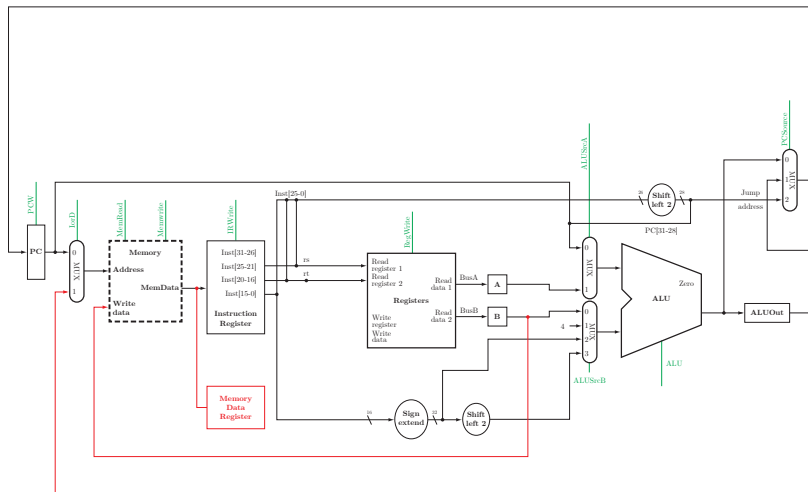 PCW
IorD
MemRead
Memwrite
IRWrite
RegWrite
ALUSrcA
PCSource
PC
0
MUX
1
Memory
Address
MemData
Write
data
Inst[31-26]
Inst[25-21]
Inst[20-16]
Inst[15-0]
Instruction
Register
Inst[25-0]
rs
rt
Read
register 1
Read
register 2
Registers
Write
register
Write
data
Read
data 1
Read
data 2
BusA
BusB
A
B
0
MUX
1
0
4
1
2
3
MUX
ALUSrcB
Zero
ALU
ALU
ALUOut
26
Shift
left 2
28
Jump
address
PC[31-28]
0
1
2
MUX
Memory
Data
Register
16
Sign
extend
32
Shift
left 2